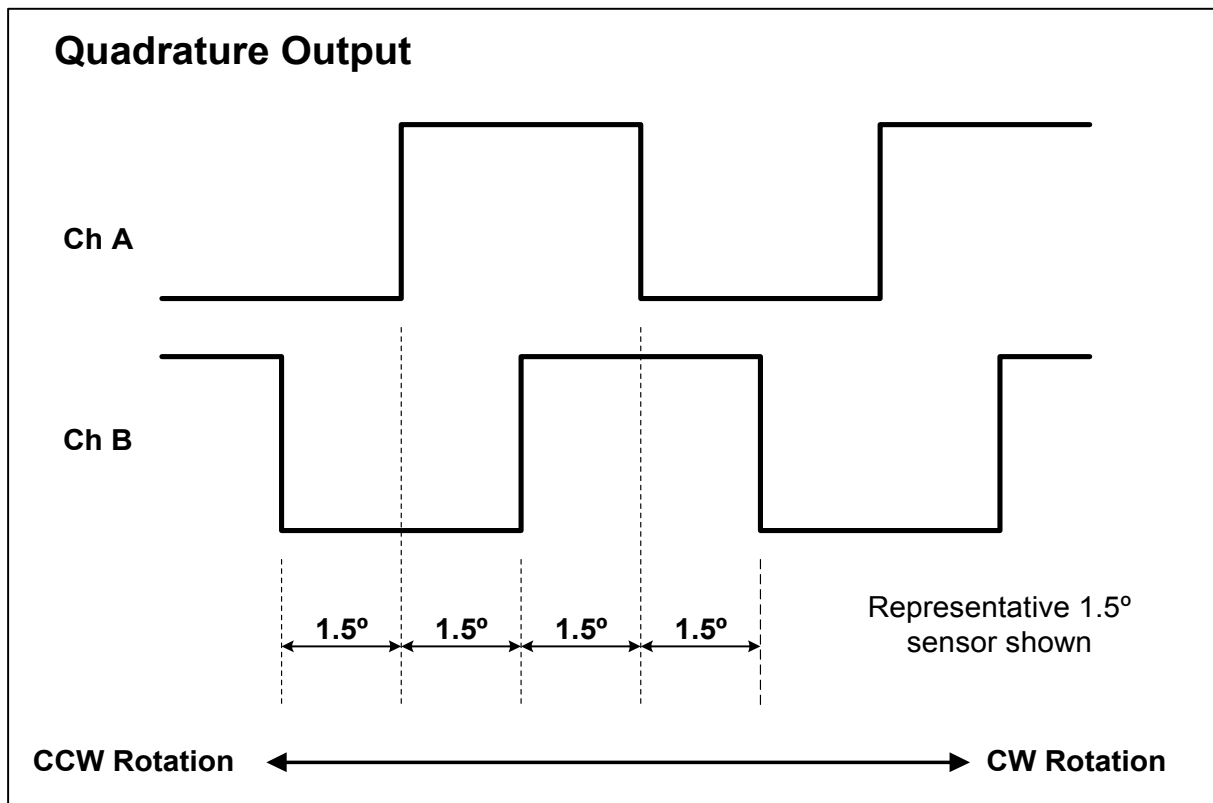 Quadrature Output
Ch A
Ch B
1.5º 1.5º 1.5º 1.5º
Representative 1.5º
sensor shown
CCW Rotation CW Rotation